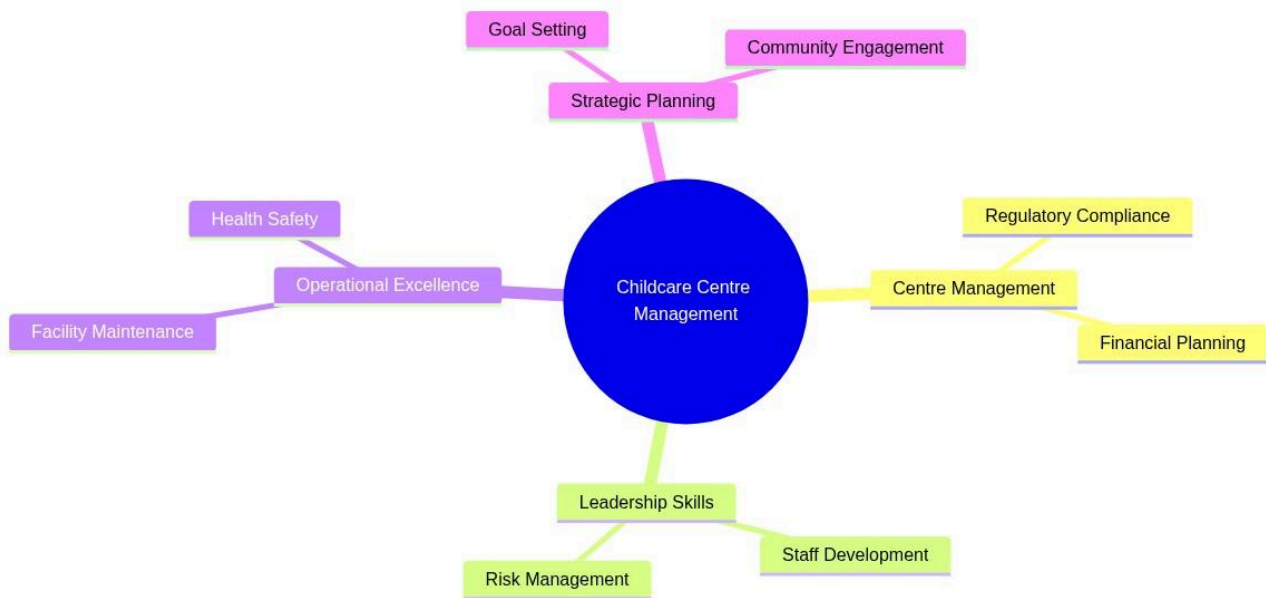 Goal Setting
Community Engagement
Strategic Planning
Health Safety
Operational Excellence
Facility Maintenance
Childcare Centre
Management
Regulatory Compliance
Centre Management
Financial Planning
Leadership Skills
Staff Development
Risk Management